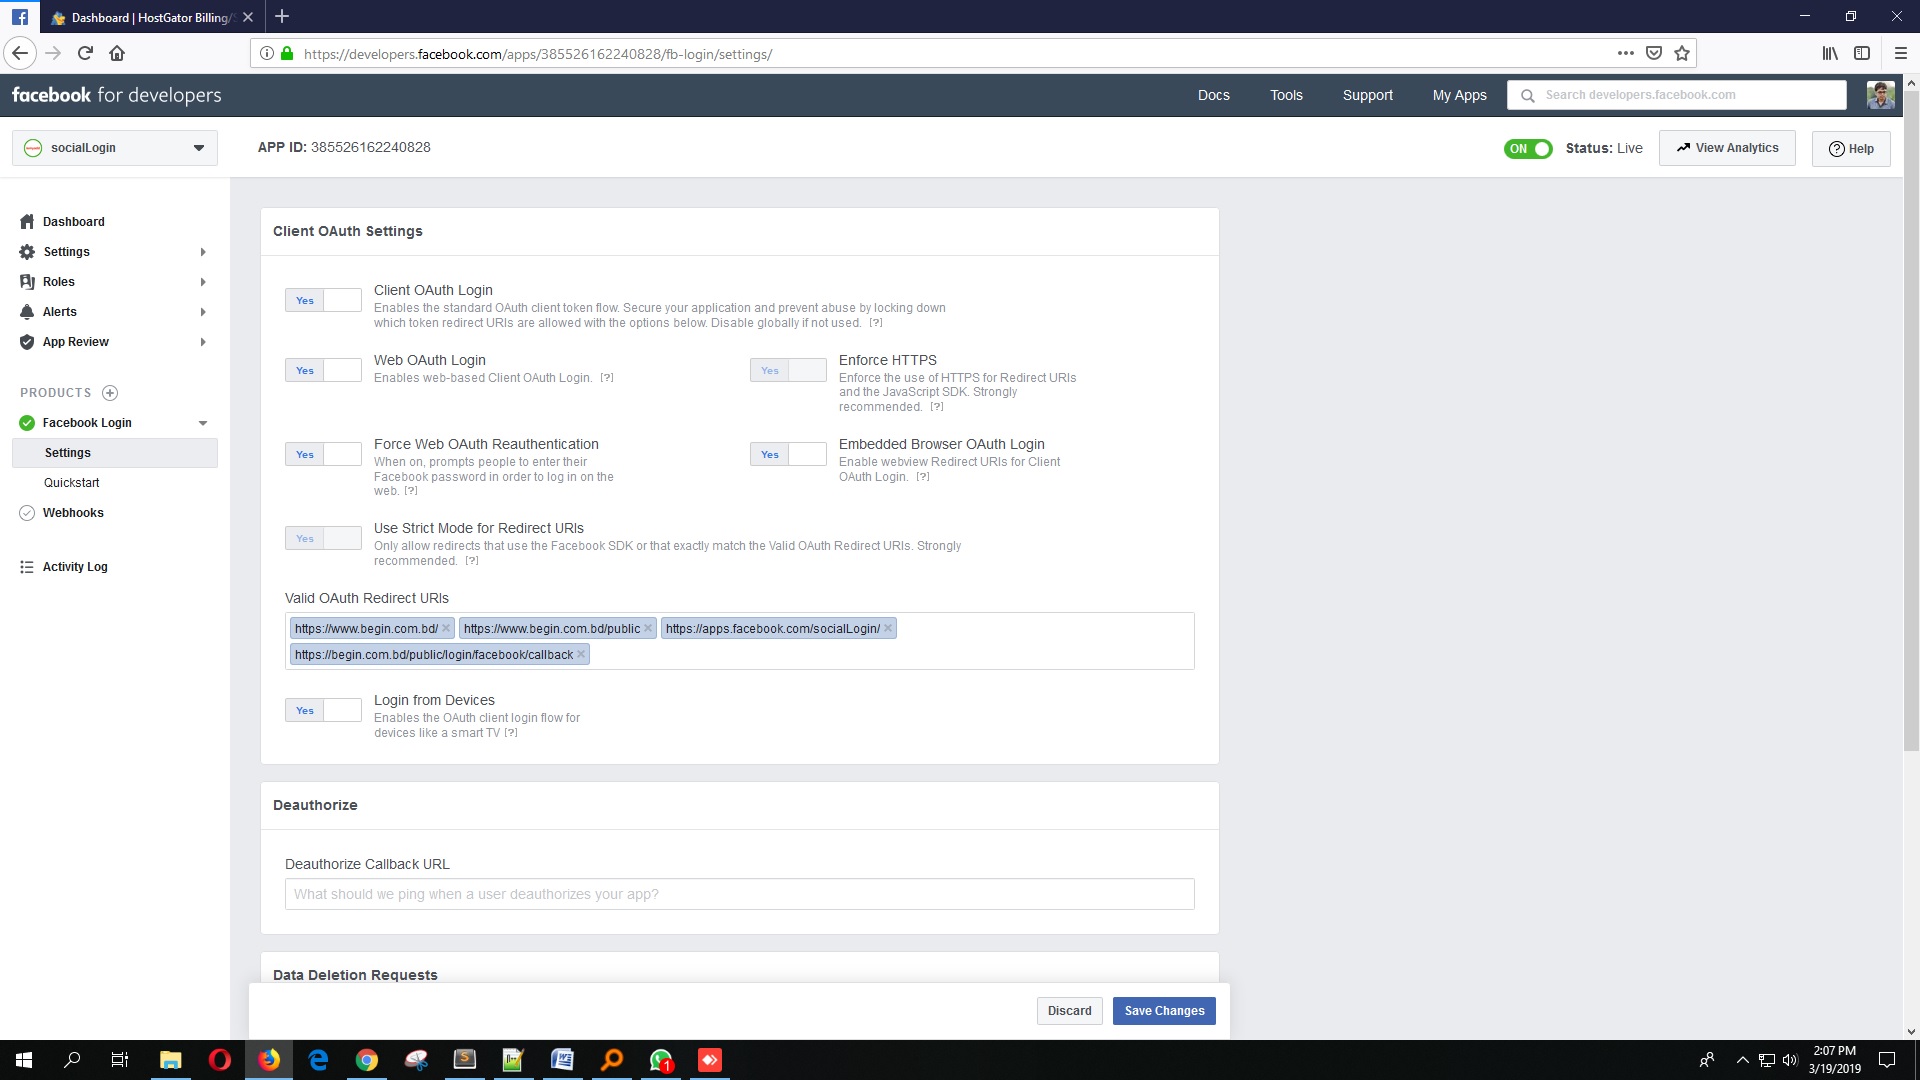 Dashboard | HostGator Billing/S
https://developers.facebook.com/apps/385526162240828/fb-login/settings/
facebook for developers
Docs
Tools
Support
My Apps
Search developers.facebook.com
socialLogin
APP ID: 385526162240828
ON
Status: Live
View Analytics
Help
Dashboard
Settings
Roles
Alerts
App Review
PRODUCTS
Facebook Login
Settings
Quickstart
Webhooks
Activity Log
Client OAuth Settings
Yes
Client OAuth Login
Enables the standard OAuth client token flow. Secure your application and prevent abuse by locking down
which token redirect URIs are allowed with the options below. Disable globally if not used. [?]
Yes
Web OAuth Login
Enables web-based Client OAuth Login. [?]
Yes
Enforce HTTPS
Enforce the use of HTTPS for Redirect URIs
and the JavaScript SDK. Strongly
recommended. [?]
Yes
Force Web OAuth Reauthentication
When on, prompts people to enter their
Facebook password in order to log in on the
web. [?]
Yes
Embedded Browser OAuth Login
Enable webview Redirect URIs for Client
OAuth Login. [?]
Yes
Use Strict Mode for Redirect URIs
Only allow redirects that use the Facebook SDK or that exactly match the Valid OAuth Redirect URIs. Strongly
recommended. [?]
Valid OAuth Redirect URIs
https://www.begin.com.bd/ https://www.begin.com.bd/public https://apps.facebook.com/socialLogin/
https://begin.com.bd/public/login/facebook/callback
Yes
Login from Devices
Enables the OAuth client login flow for
devices like a smart TV [?]
Deauthorize
Deauthorize Callback URL
What should we ping when a user deauthorizes your app?
Data Deletion Requests
Discard
Save Changes
1
2:07 PM
3/19/2019